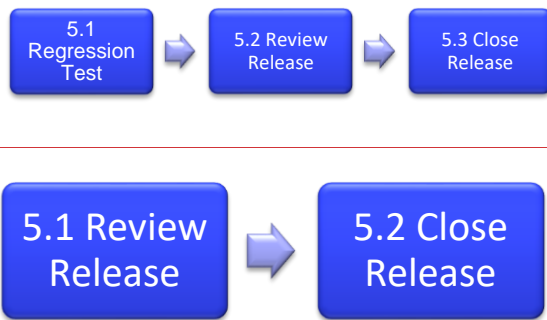 5.1
Regression
Test
5.2 Review
Release
5.3 Close
Release
5.1 Review
Release
5.2 Close
Release